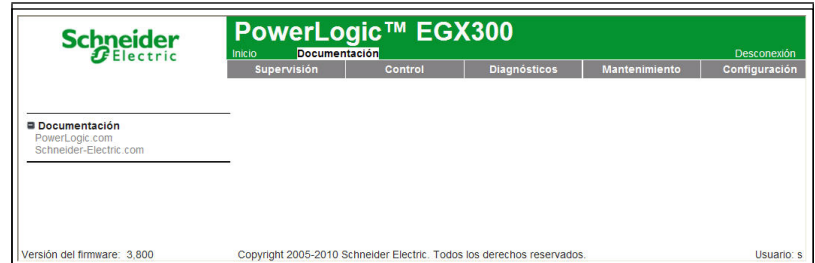 Schneider
Electric
PowerLogic™ EGX300
Inicio Documentación Desconexión
Supervisión Control Diagnósticos Mantenimiento Configuración
Documentación
PowerLogic.com
Schneider-Electric.com
Versión del firmware: 3,800 Copyright 2005-2010 Schneider Electric. Todos los derechos reservados. Usuario: s